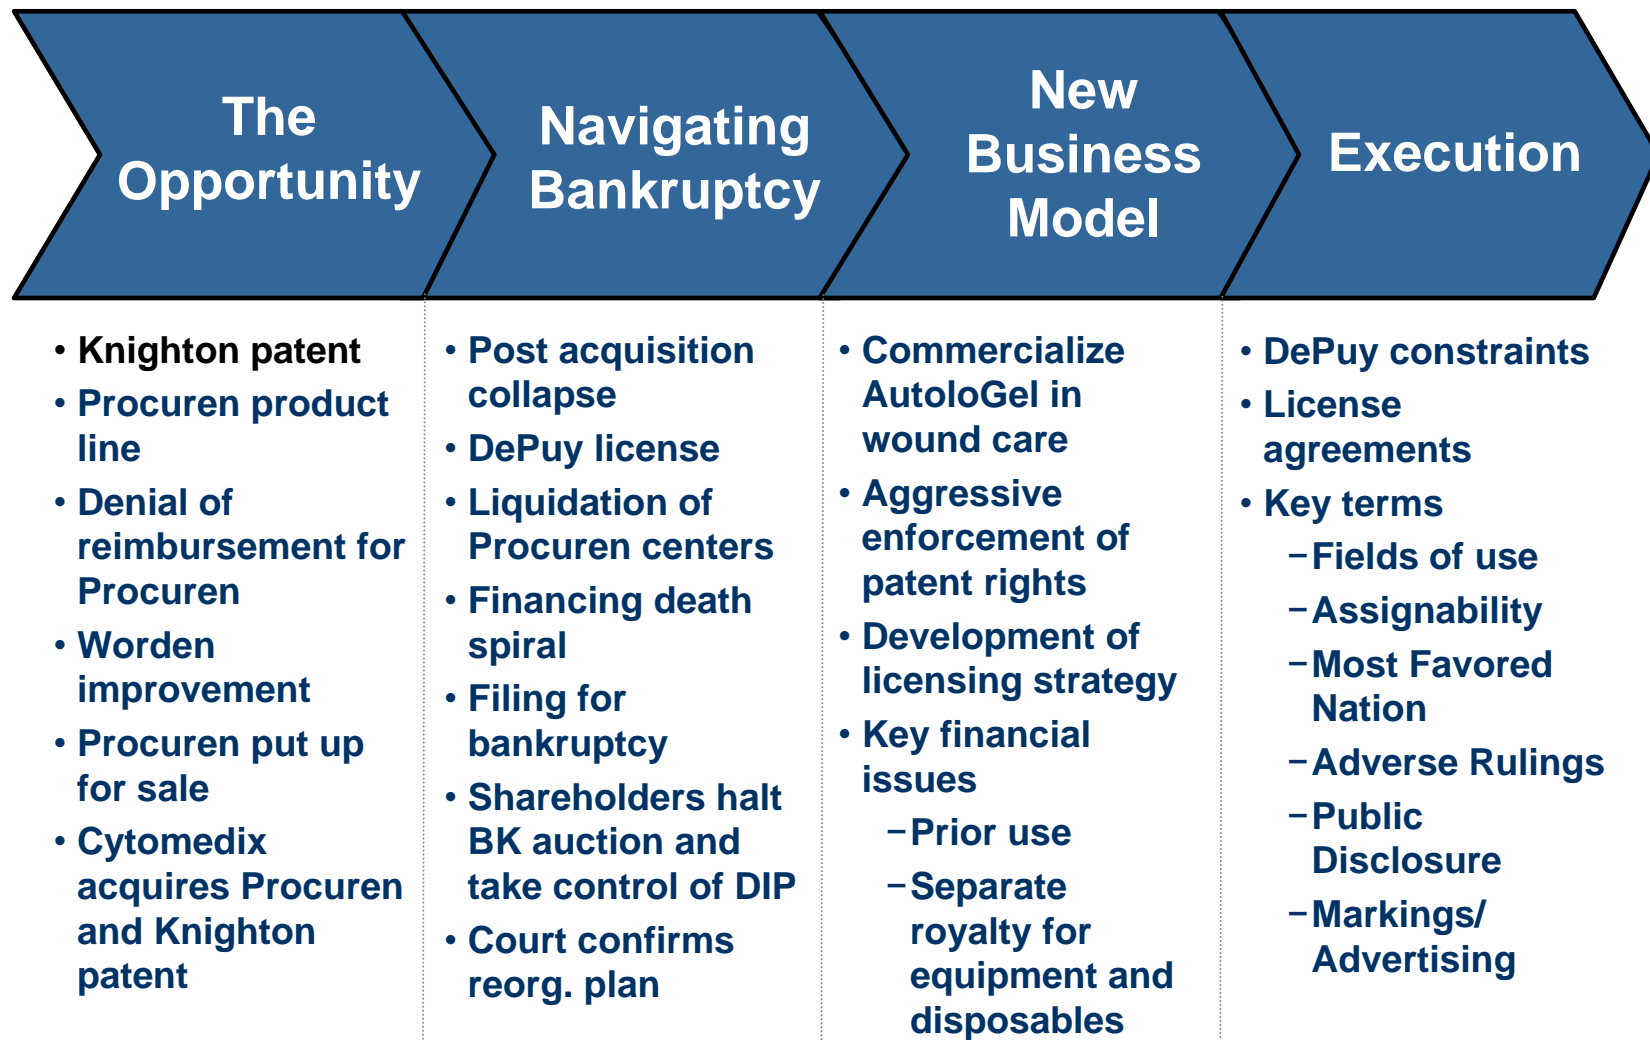 The
Opportunity
Navigating
Bankruptcy
New
Business
Model
Execution
• Knighton patent
• Procuren product
line
• Denial of
reimbursement for
Procuren
• Worden
improvement
• Procuren put up
for sale
• Cytomedix
acquires Procuren
and Knighton
patent
• Post acquisition
collapse
• DePuy license
• Liquidation of
Procuren centers
• Financing death
spiral
• Filing for
bankruptcy
• Shareholders halt
BK auction and
take control of DIP
• Court confirms
reorg. plan
• Commercialize
AutoloGel in
wound care
• Aggressive
enforcement of
patent rights
• Development of
licensing strategy
• Key financial
issues
–Prior use
–Separate
royalty for
equipment and
disposables
• DePuy constraints
• License
agreements
• Key terms
–Fields of use
–Assignability
–Most Favored
Nation
–Adverse Rulings
–Public
Disclosure
–Markings/
Advertising